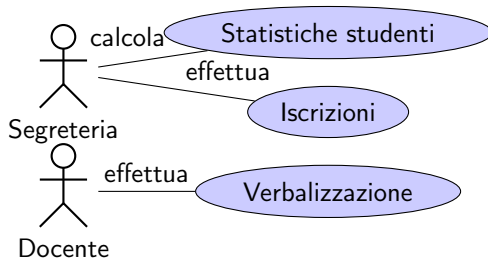 calcola
Statistiche studenti
effettua
Iscrizioni
Segreteria
effettua
Verbalizzazione
Docente